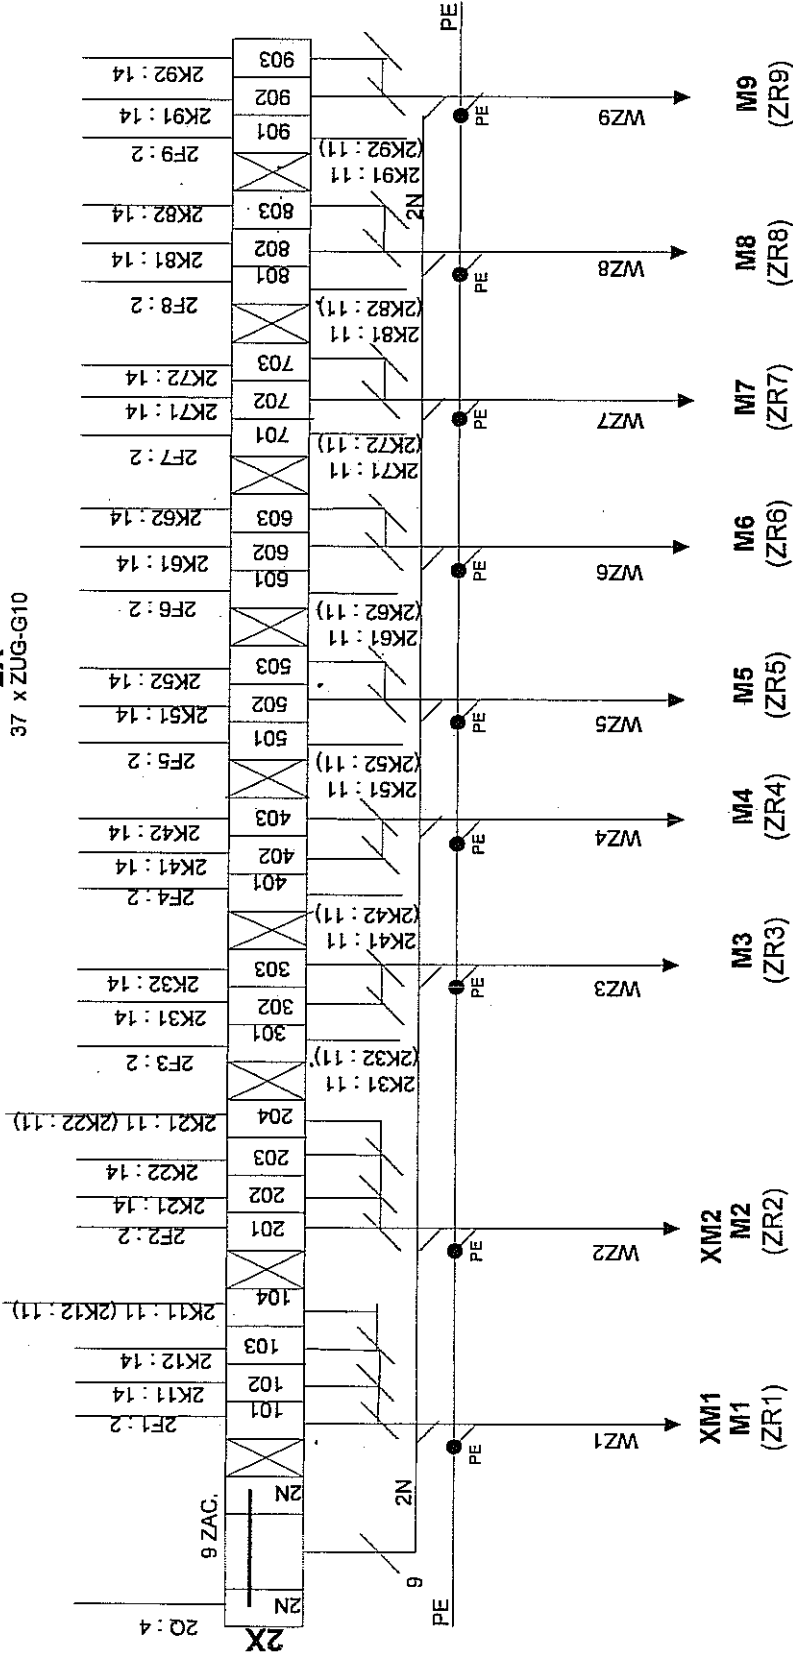 37 x ZUG-G10
2K92 : 14
2K91 : 14
2F9 : 2
2K82 : 14
2K81 : 14
2F8 : 2
2K72 : 14
2K71 : 14
2F7 : 2
2K62 : 14
2K61 : 14
2F6 : 2
2K52 : 14
2K51 : 14
2F5 : 2
2K42 : 14
2K41 : 14
2F4 : 2
2K32 : 14
2K31 : 14
2F3 : 2
2K21 : 11 (2K22 : 11)
2K22 : 14
2K21 : 14
2F2 : 2
2K11 : 11 (2K12 : 11)
2K12 : 14
2K11 : 14
2F1 : 2
9 ZAC.
2Q : 4
903
902
901
803
802
801
703
702
701
603
602
601
503
502
501
403
402
401
303
302
301
204
203
202
201
104
103
102
101
2N
2N
2X
2K91 : 11
(2K92 : 11)
2K81 : 11
(2K82 : 11)
2K71 : 11
(2K72 : 11)
2K61 : 11
(2K62 : 11)
2K51 : 11
(2K52 : 11)
2K41 : 11
(2K42 : 11)
2K31 : 11
(2K32 : 11)
2N
2N
9
PE
PE
PE
PE
PE
PE
PE
PE
PE
PE
PE
WZ9
WZ8
WZ7
WZ6
WZ5
WZ4
WZ3
WZ2
WZ1
M9
(ZR9)
M8
(ZR8)
M7
(ZR7)
M6
(ZR6)
M5
(ZR5)
M4
(ZR4)
M3
(ZR3)
XM2
M2
(ZR2)
XM1
M1
(ZR1)